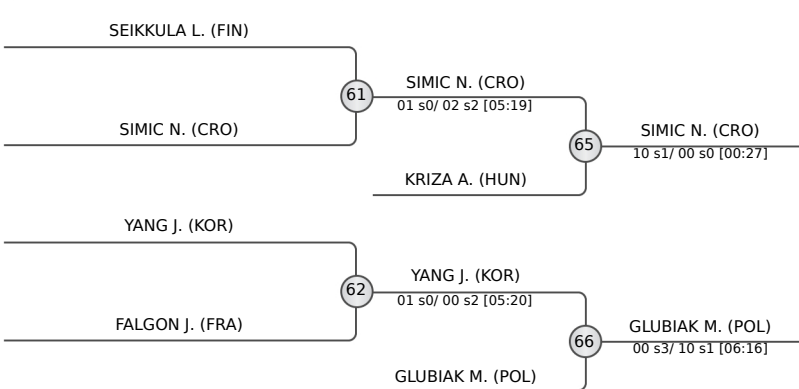 SEIKKULA L. (FIN)
61
SIMIC N. (CRO)
01 s0/ 02 s2 [05:19]
SIMIC N. (CRO)
65
SIMIC N. (CRO)
10 s1/ 00 s0 [00:27]
KRIZA A. (HUN)
YANG J. (KOR)
62
YANG J. (KOR)
01 s0/ 00 s2 [05:20]
FALGON J. (FRA)
66
GLUBIAK M. (POL)
00 s3/ 10 s1 [06:16]
GLUBIAK M. (POL)